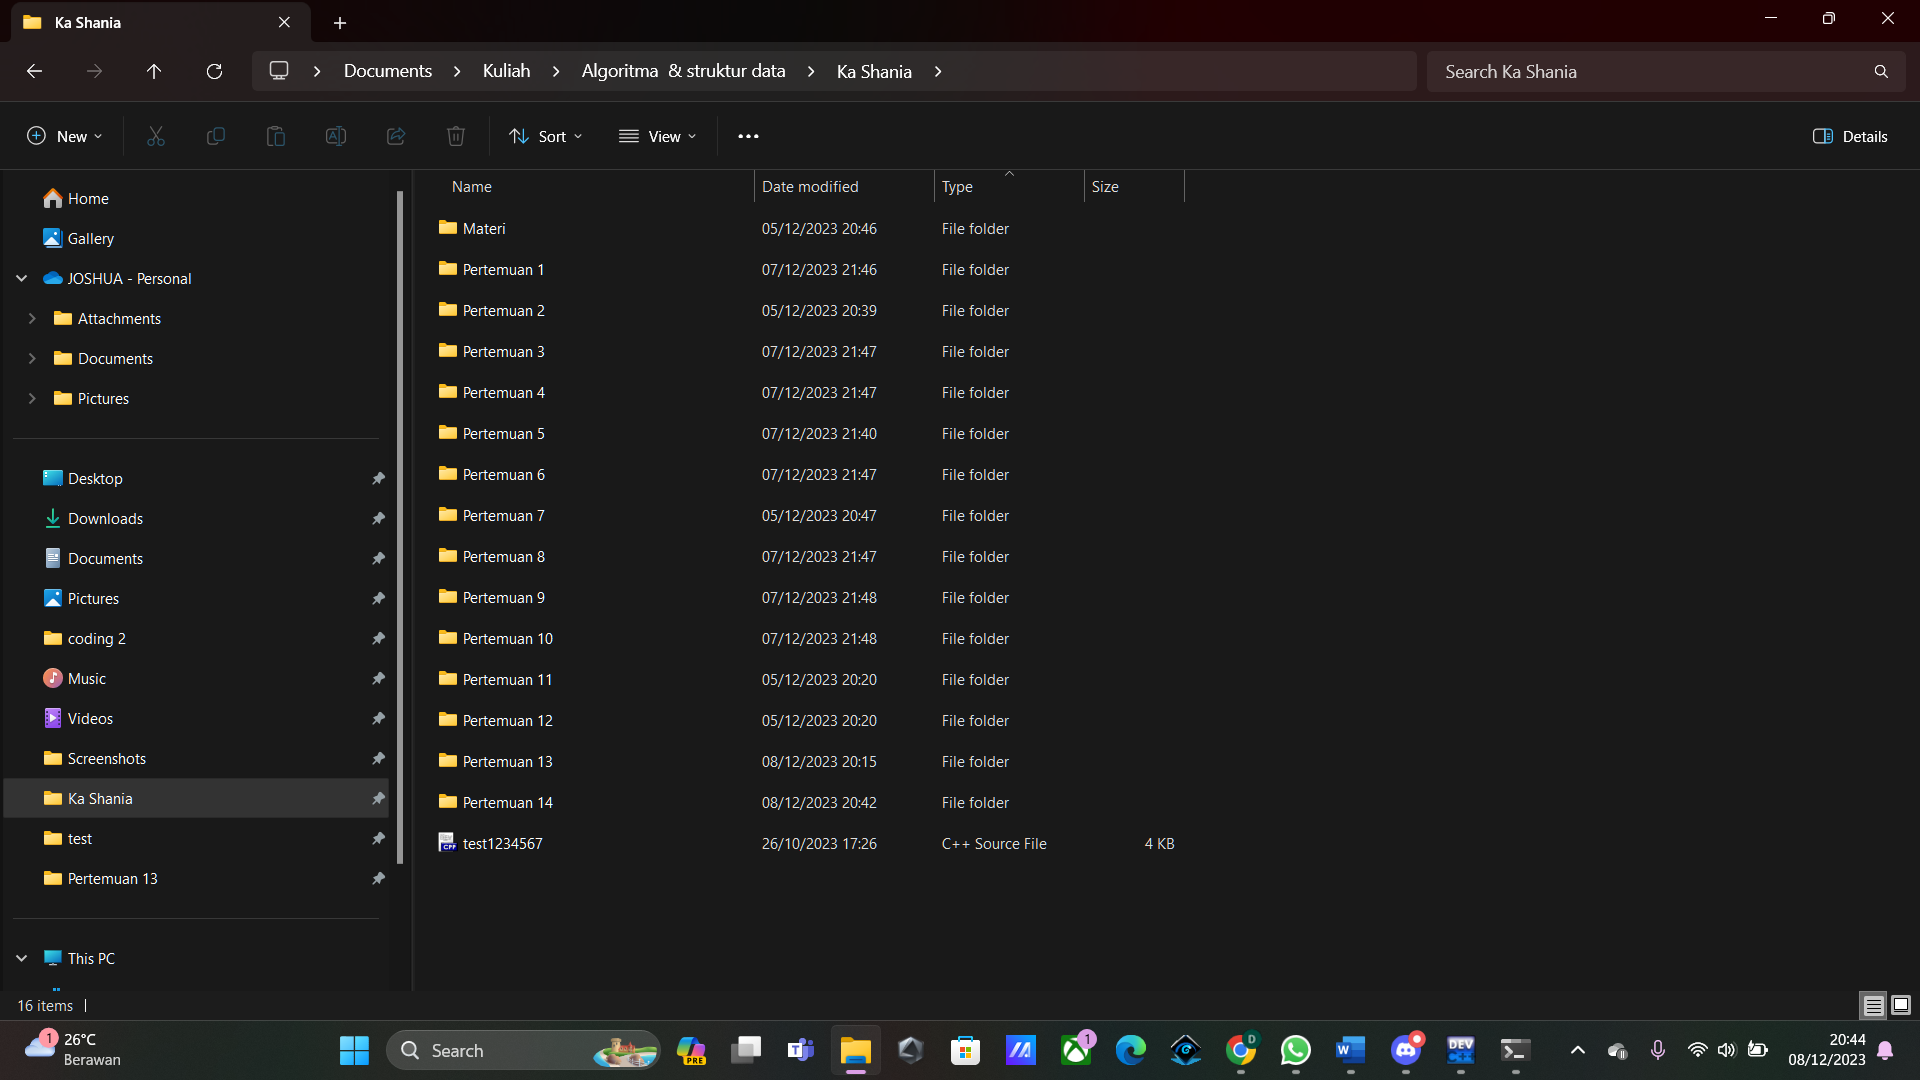 Ka Shania
Documents > Kuliah > Algoritma & struktur data > Ka Shania >
Search Ka Shania
New
Sort
View
Details
Home
Gallery
JOSHUA - Personal
Attachments
Documents
Pictures
Desktop
Downloads
Documents
Pictures
coding 2
Music
Videos
Screenshots
Ka Shania
test
Pertemuan 13
This PC
Name Date modified Type Size
Materi 05/12/2023 20:46 File folder
Pertemuan 1 07/12/2023 21:46 File folder
Pertemuan 2 05/12/2023 20:39 File folder
Pertemuan 3 07/12/2023 21:47 File folder
Pertemuan 4 07/12/2023 21:47 File folder
Pertemuan 5 07/12/2023 21:40 File folder
Pertemuan 6 07/12/2023 21:47 File folder
Pertemuan 7 05/12/2023 20:47 File folder
Pertemuan 8 07/12/2023 21:47 File folder
Pertemuan 9 07/12/2023 21:48 File folder
Pertemuan 10 07/12/2023 21:48 File folder
Pertemuan 11 05/12/2023 20:20 File folder
Pertemuan 12 05/12/2023 20:20 File folder
Pertemuan 13 08/12/2023 20:15 File folder
Pertemuan 14 08/12/2023 20:42 File folder
test1234567 26/10/2023 17:26 C++ Source File 4 KB
16 items
1
26°C
Berawan
Search
PRE
1
D
W
DEV
C++
20:44
08/12/2023